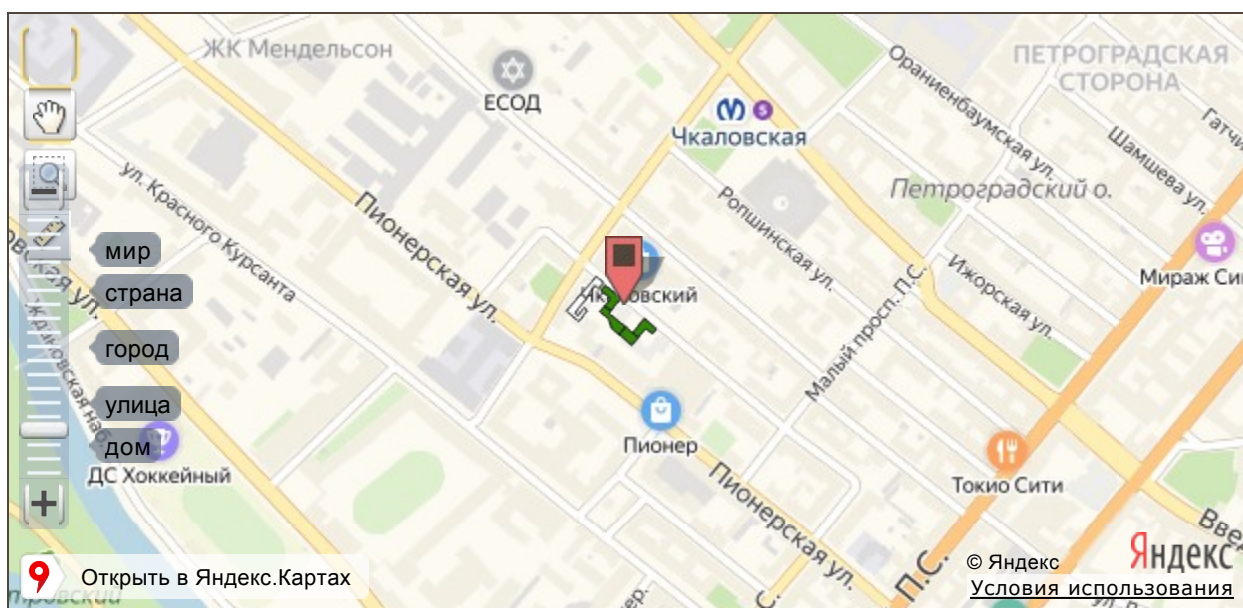 ЖК Мендельсон
ЕСОД
Чкаловская
Ораниенбаумская ул.
ПЕТРОГРАДСКАЯ
СТОРОНА
Шамшева ул.
Петроградский о.
ул. Красного Курсанта
Пионерская ул.
Ропшинская ул.
Малый просп. П.С.
Ижорская ул.
Мираж Син
мир
страна
город
улица
дом
ДС Хоккейный
Пионер
Пионерская ул.
Токио Сити
П.С.
Введ
Открыть в Яндекс.Картах
© Яндекс
Яндекс
Условия использования